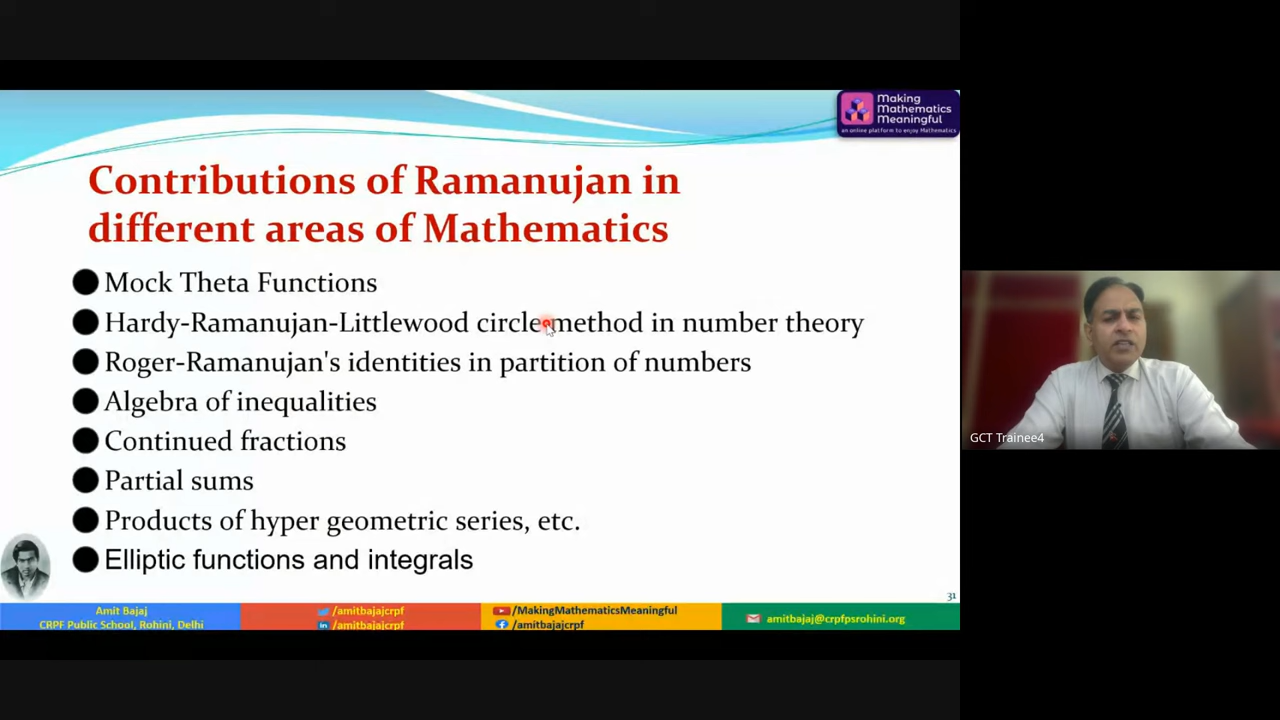 Making
Mathematics
Meaningful
an online platform to enjoy Mathematics
Contributions of Ramanujan in
different areas of Mathematics
Mock Theta Functions
Hardy-Ramanujan-Littlewood circle method in number theory
Roger-Ramanujan's identities in partition of numbers
Algebra of inequalities
Continued fractions
Partial sums
Products of hyper geometric series, etc.
Elliptic functions and integrals
31
Amit Bajaj
CRPF Public School, Rohini, Delhi
/amitbajajcrpf
/amitbajajcrpf
/MakingMathematicsMeaningful
/amitbajajcrpf
amitbajaj@crpfpsrohini.org
GCT Trainee4